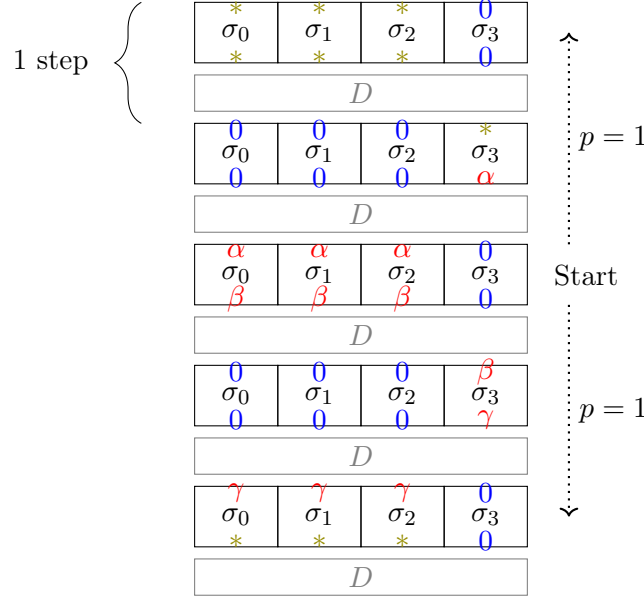 * * * 0
1 step σ₀ σ₁ σ₂ σ₃
* * * 0
D
0 0 0 *
σ₀ σ₁ σ₂ σ₃ p = 1
0 0 0 α
D
α α α 0
σ₀ σ₁ σ₂ σ₃ Start
β β β 0
D
0 0 0 β
σ₀ σ₁ σ₂ σ₃ p = 1
0 0 0 γ
D
γ γ γ 0
σ₀ σ₁ σ₂ σ₃
* * * 0
D